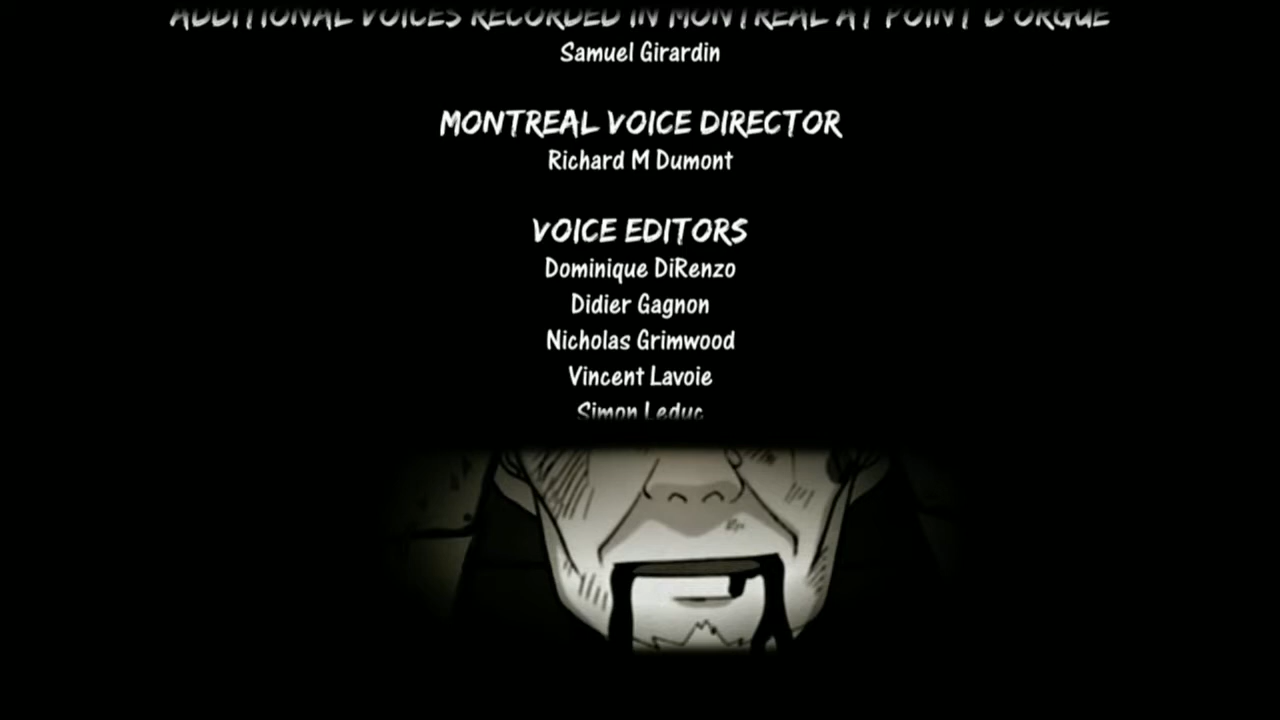 ADDITIONAL VOICES RECORDED IN MONTREAL AT POINT D'ORGUE
Samuel Girardin
MONTREAL VOICE DIRECTOR
Richard M Dumont
VOICE EDITORS
Dominique DiRenzo
Didier Gagnon
Nicholas Grimwood
Vincent Lavoie
Simon Leduc